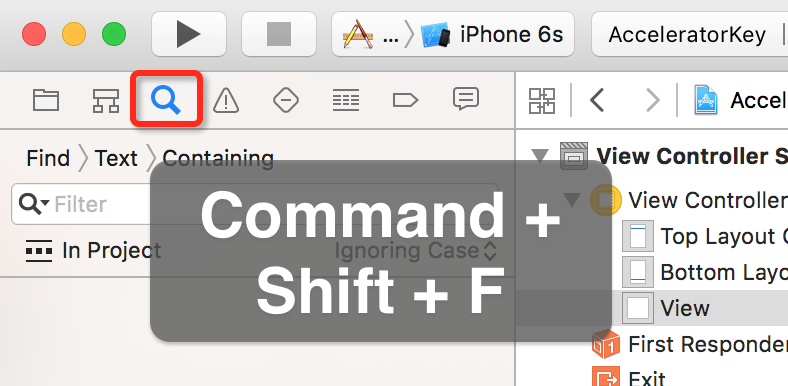 ... iPhone 6s
AcceleratorKey
Accel
Find Text Containing
View Controller S
Filter
View Controller
Command +
Top Layout G
In Project
Ignoring Case
Shift + F
Bottom Layo
View
First Responder
Exit